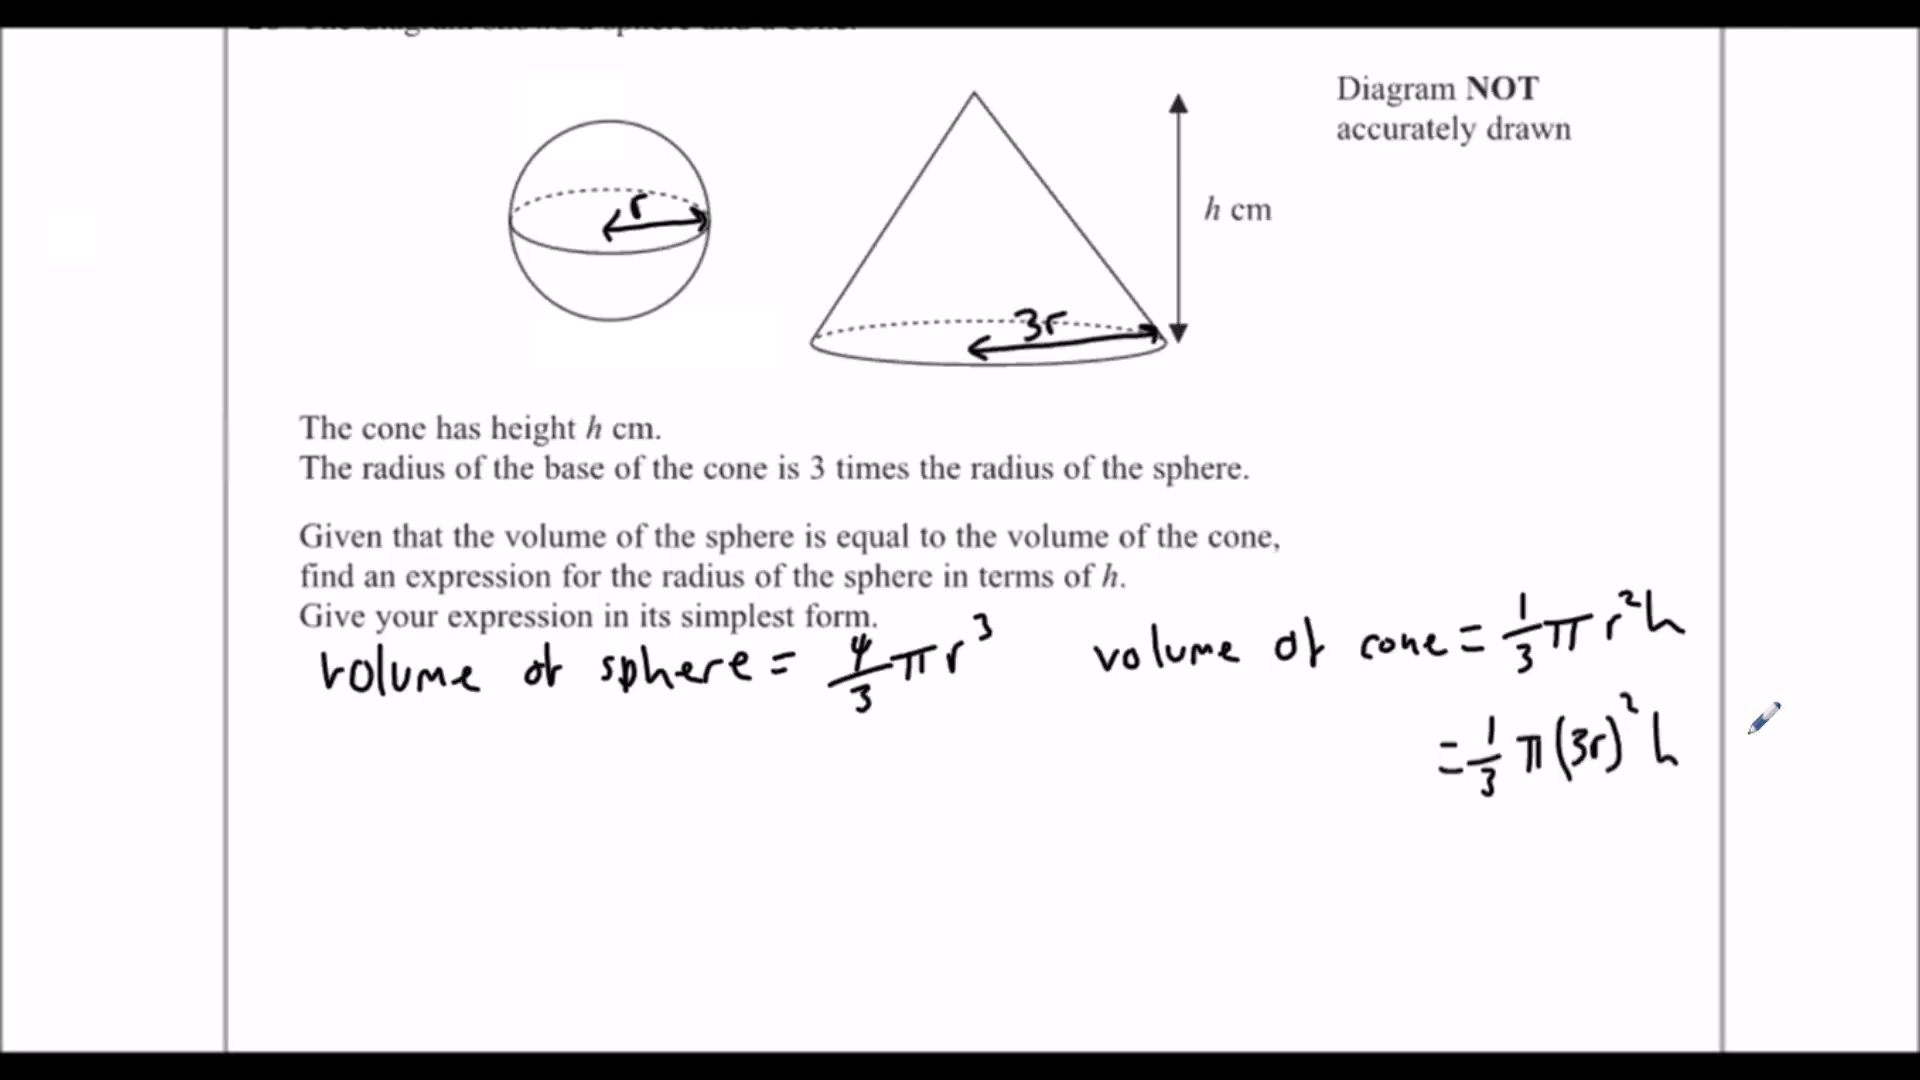 Diagram NOT
accurately drawn
r
h cm
3r
The cone has height h cm.
The radius of the base of the cone is 3 times the radius of the sphere.
Given that the volume of the sphere is equal to the volume of the cone,
find an expression for the radius of the sphere in terms of h.
Give your expression in its simplest form.
volume of sphere = 4/3 πr³
volume of cone = 1/3 πr²h
= 1/3 π(3r)²h